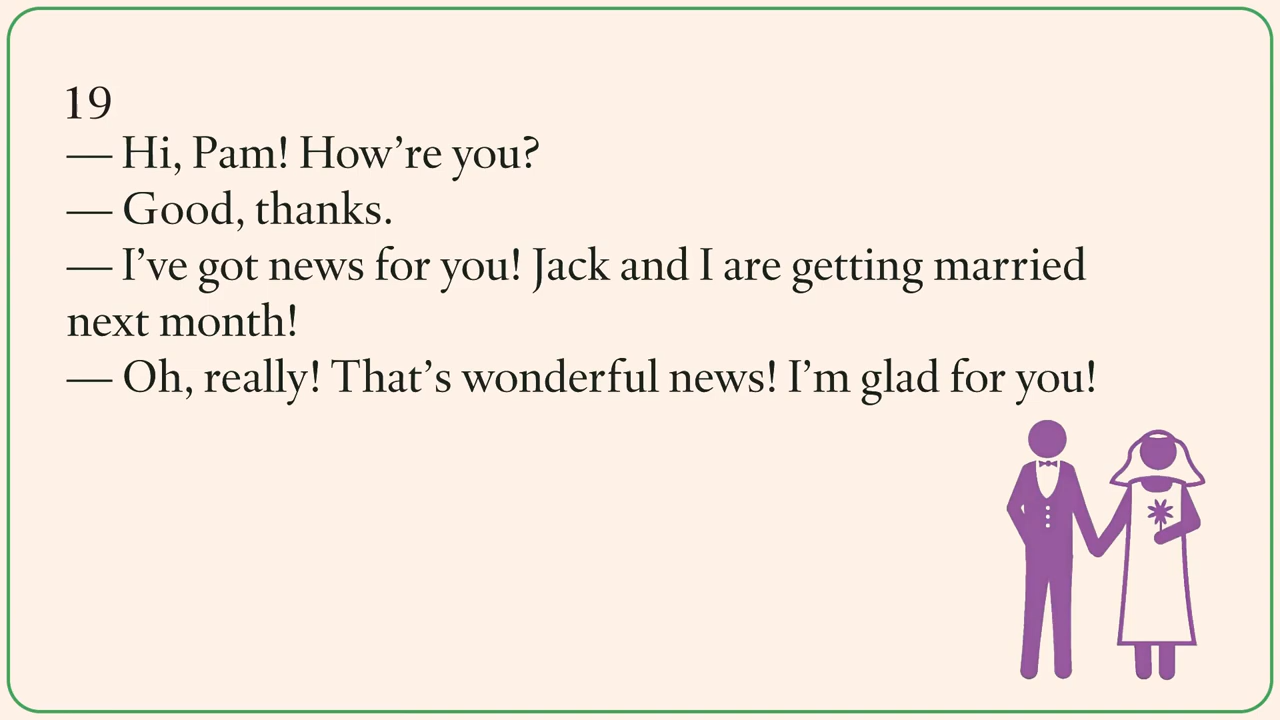 19
— Hi, Pam! How’re you?
— Good, thanks.
— I’ve got news for you! Jack and I are getting married
next month!
— Oh, really! That’s wonderful news! I’m glad for you!